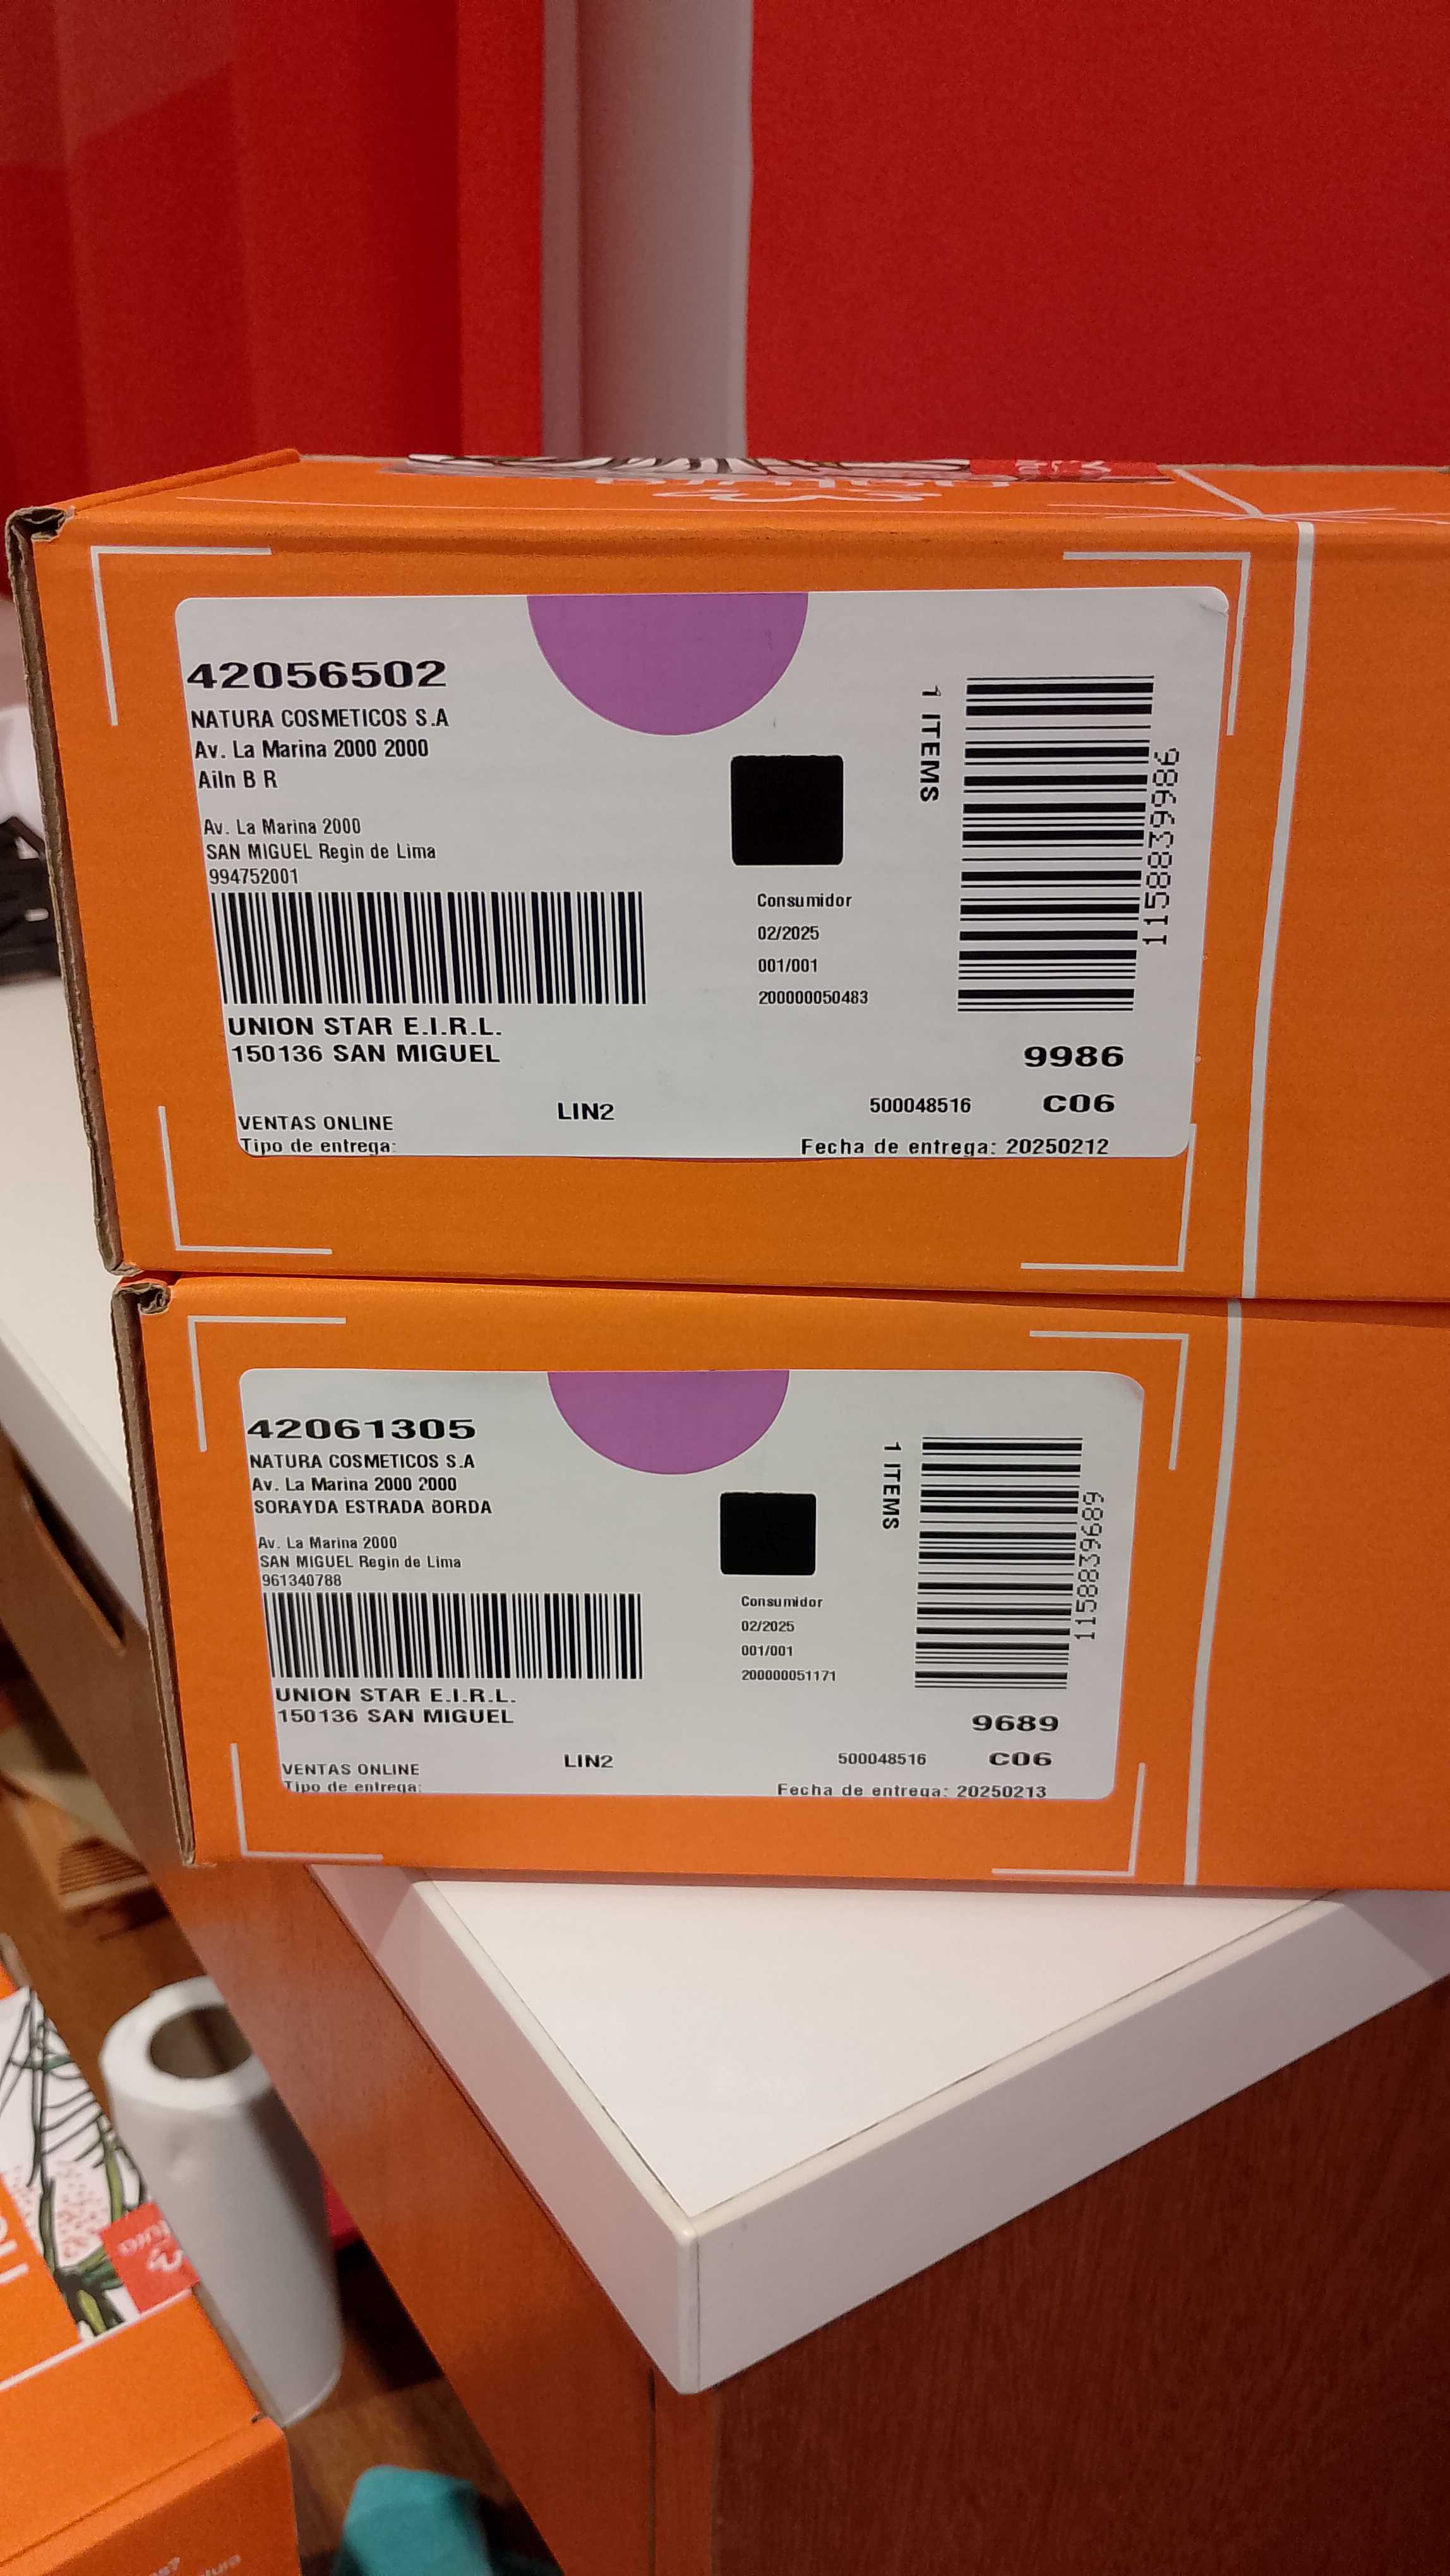 42056502
NATURA COSMETICOS S.A
Av. La Marina 2000 2000
Ailn B R
Av. La Marina 2000
SAN MIGUEL Regin de Lima
994752001
UNION STAR E.I.R.L.
150136 SAN MIGUEL
VENTAS ONLINE
Tipo de entrega:
LIN2
1 ITEMS
1158839986
Consumidor
02/2025
001/001
200000050483
9986
500048516 C06
Fecha de entrega: 20250212
42061305
NATURA COSMETICOS S.A
Av. La Marina 2000 2000
SORAYDA ESTRADA BORDA
Av. La Marina 2000
SAN MIGUEL Regin de Lima
961340788
UNION STAR E.I.R.L.
150136 SAN MIGUEL
VENTAS ONLINE
Tipo de entrega:
LIN2
1 ITEMS
1158839689
Consumidor
02/2025
001/001
200000051171
9689
500048516 C06
Fecha de entrega: 20250213